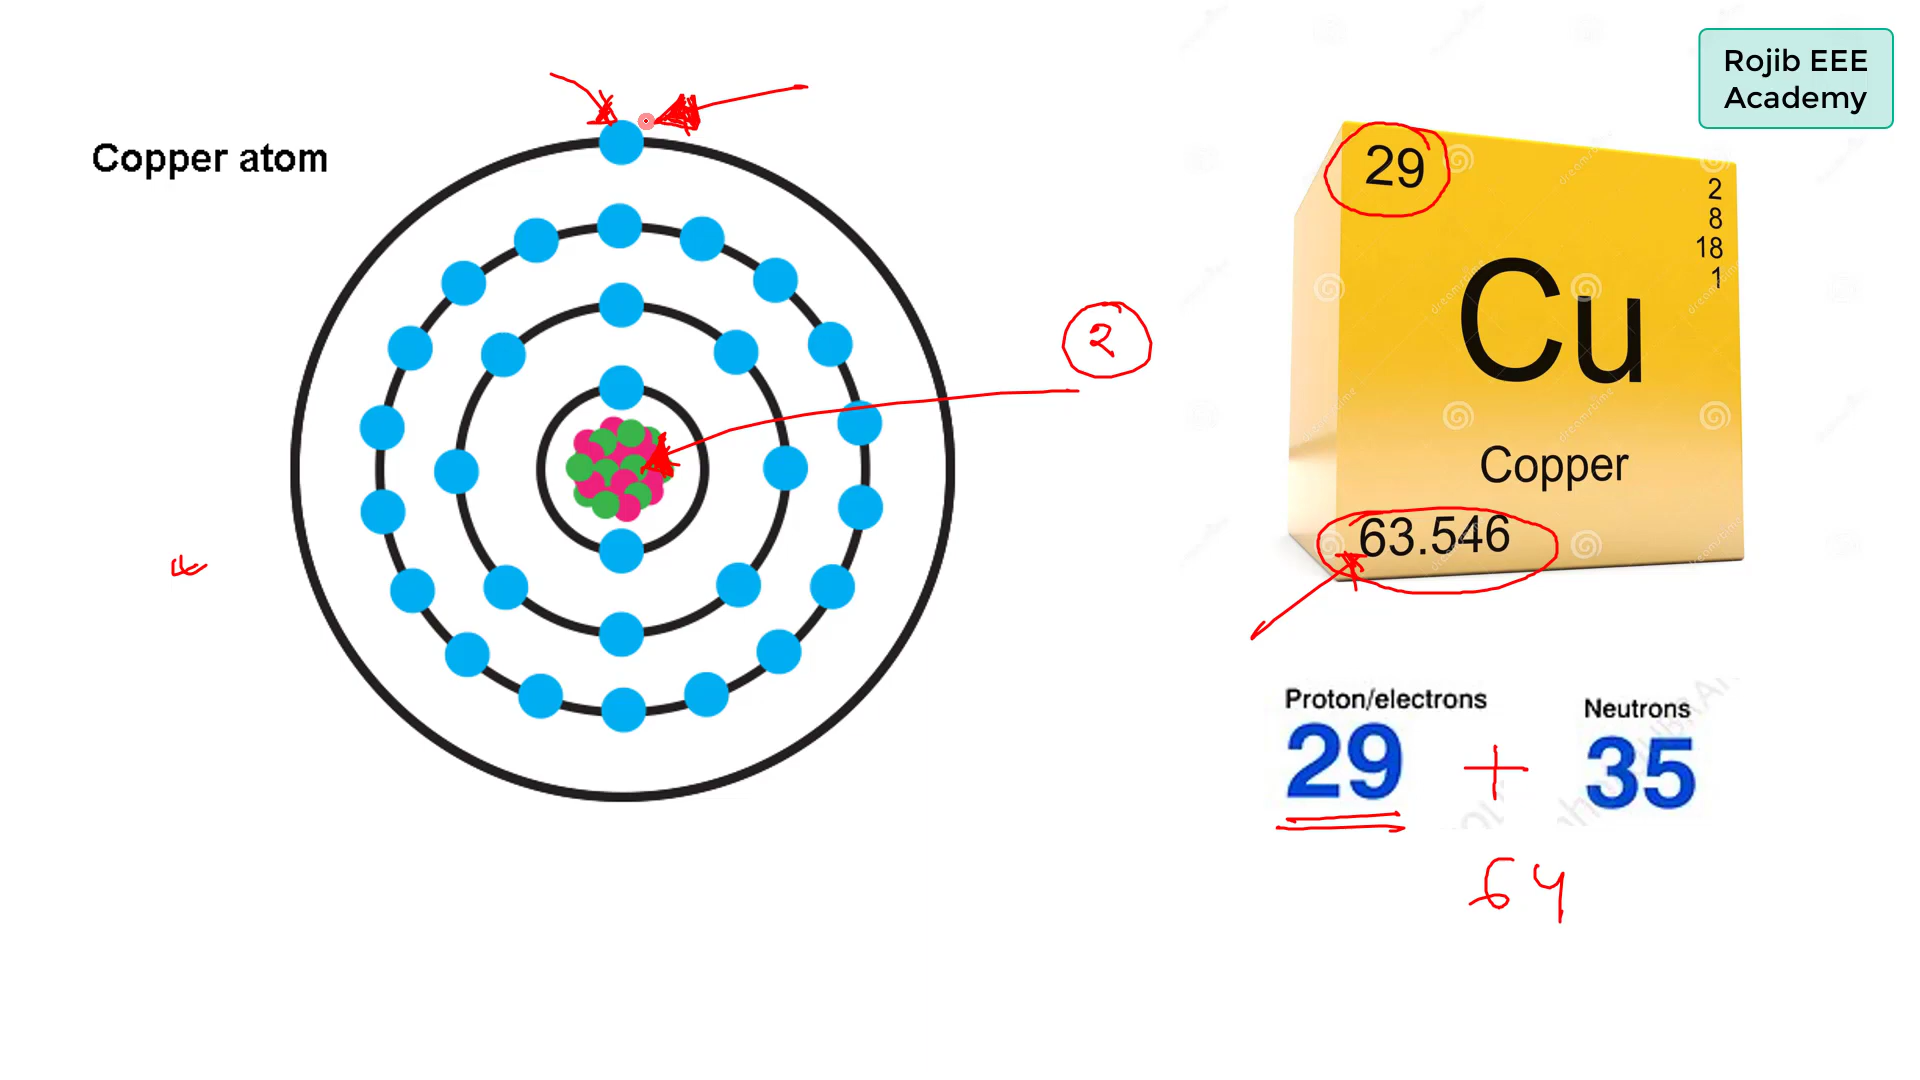 Rojib EEE
Academy
Copper atom
29
2
8
18
1
Cu
Copper
63.546
2
Proton/electrons
29
+
Neutrons
35
64